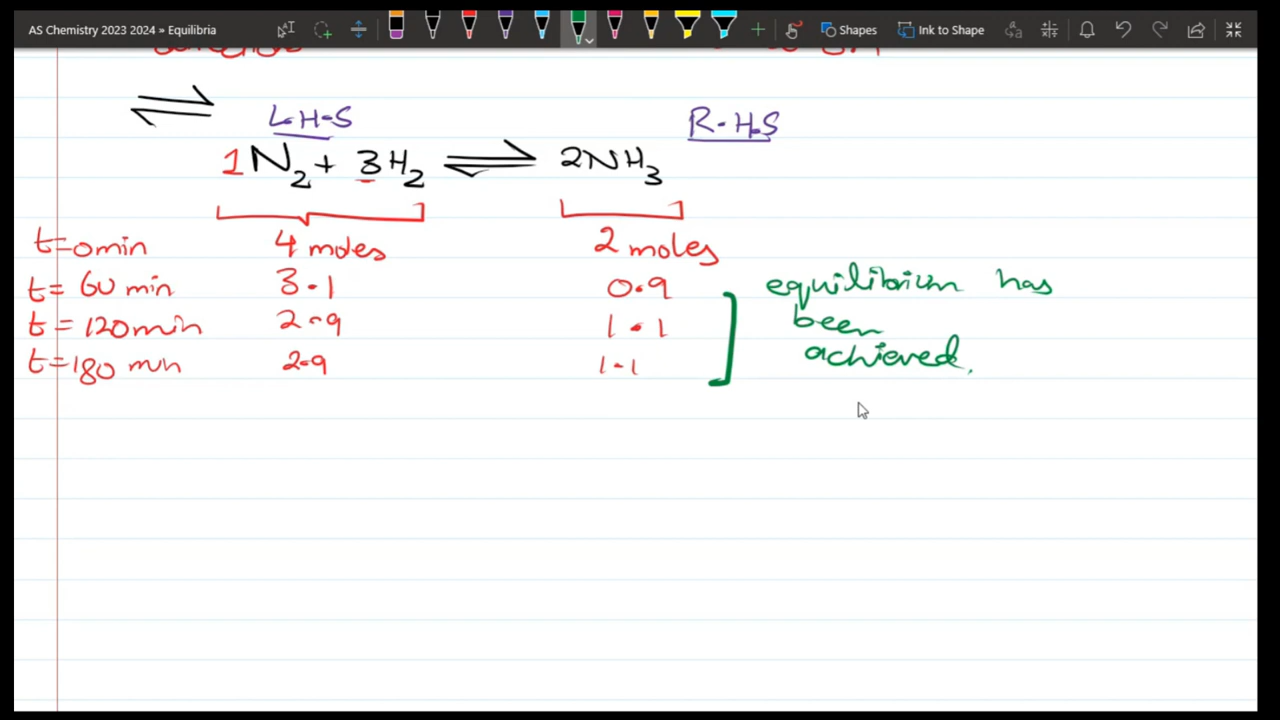 AS Chemistry 2023 2024 » Equilibria
Shapes
Ink to Shape
⇌
L.H.S
R.H.S
1N₂ + 3H₂ ⇌ 2NH₃
t=0min 4 moles 2 moles
t= 60 min 3.1 0.9
t= 120min 2.9 1.1
t=180 min 2.9 1.1
equilibrium has
been
achieved.